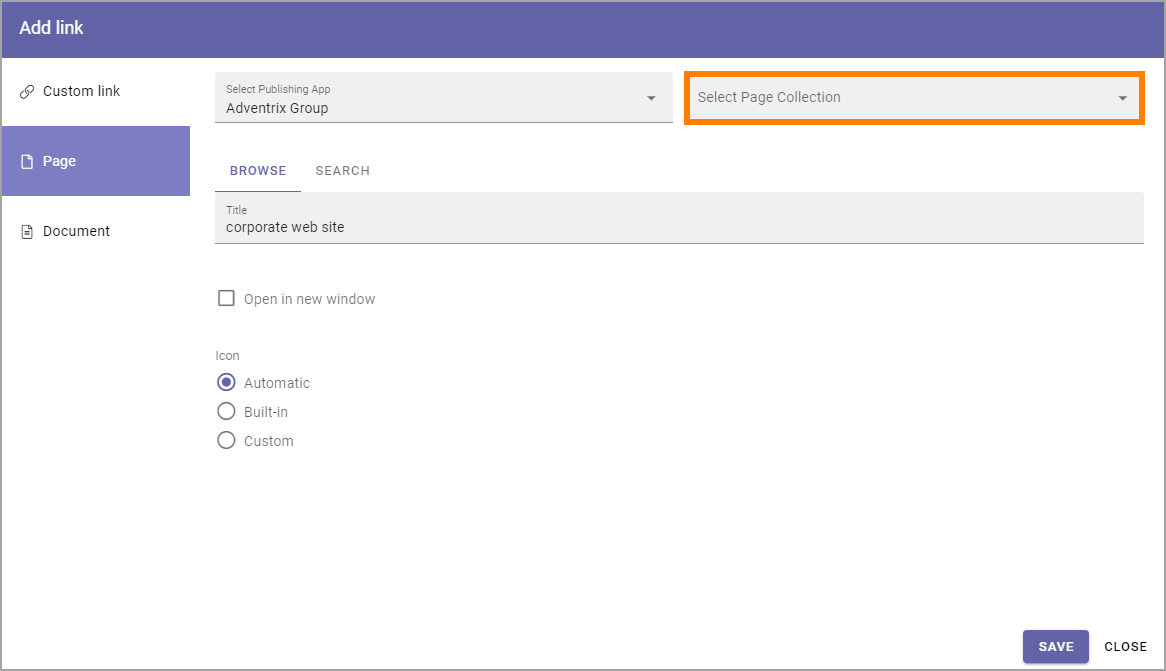 Add link
Custom link
Page
Document
Select Publishing App
Adventrix Group
Select Page Collection
BROWSE
SEARCH
Title
corporate web site
Open in new window
Icon
Automatic
Built-in
Custom
SAVE
CLOSE